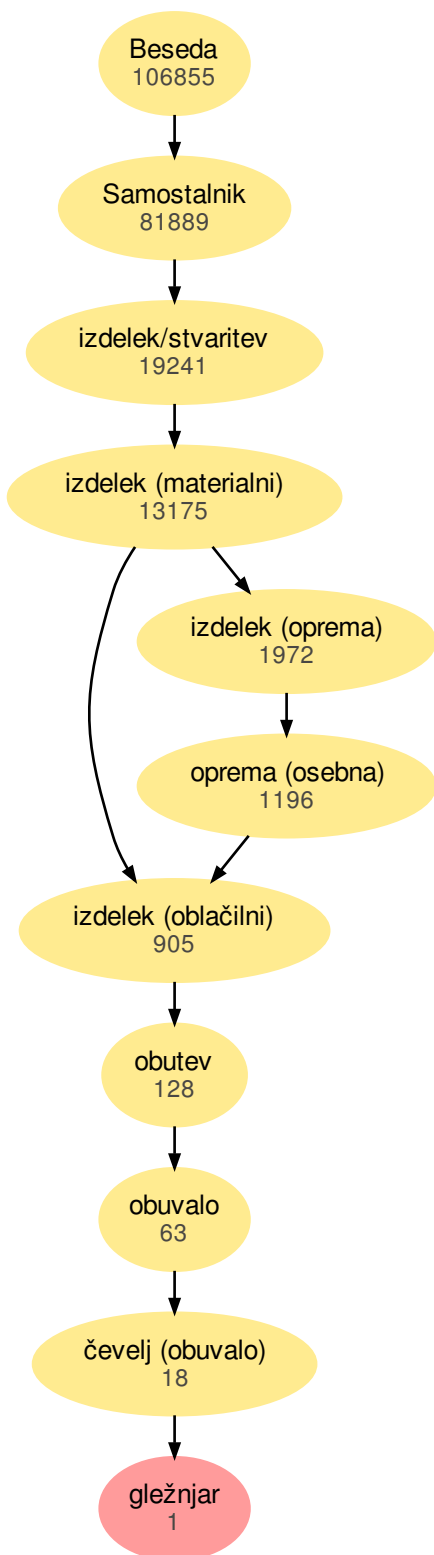 Beseda
106855
Samostalnik
81889
izdelek/stvaritev
19241
izdelek (materialni)
13175
izdelek (oprema)
1972
oprema (osebna)
1196
izdelek (oblačilni)
905
obutev
128
obuvalo
63
čevelj (obuvalo)
18
gležnjar
1